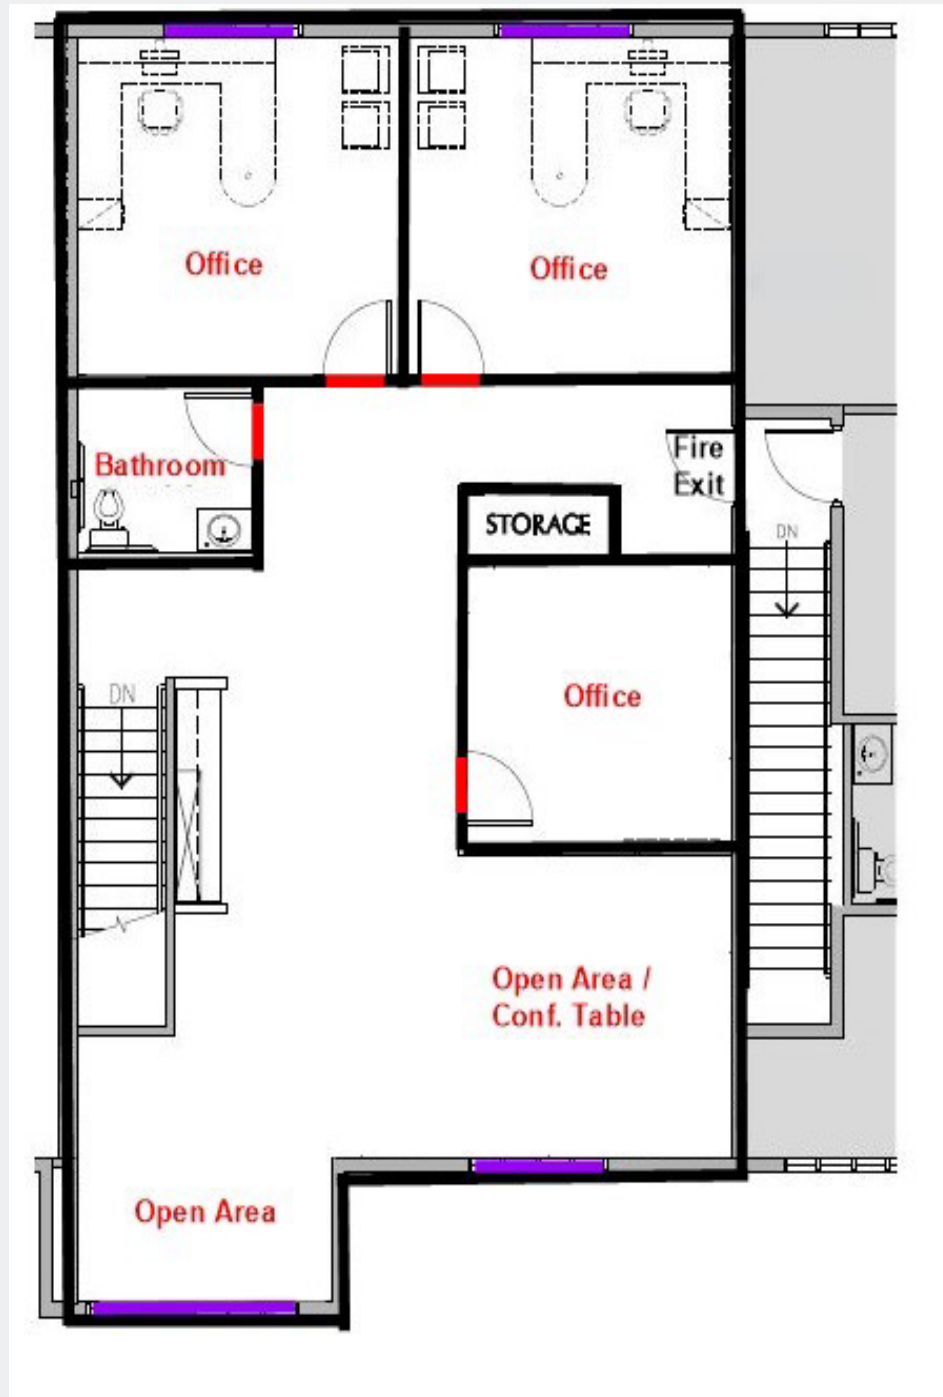 Office
Office
Bathroom
Fire
Exit
STORAGE
DN
Office
DN
Open Area /
Conf. Table
Open Area